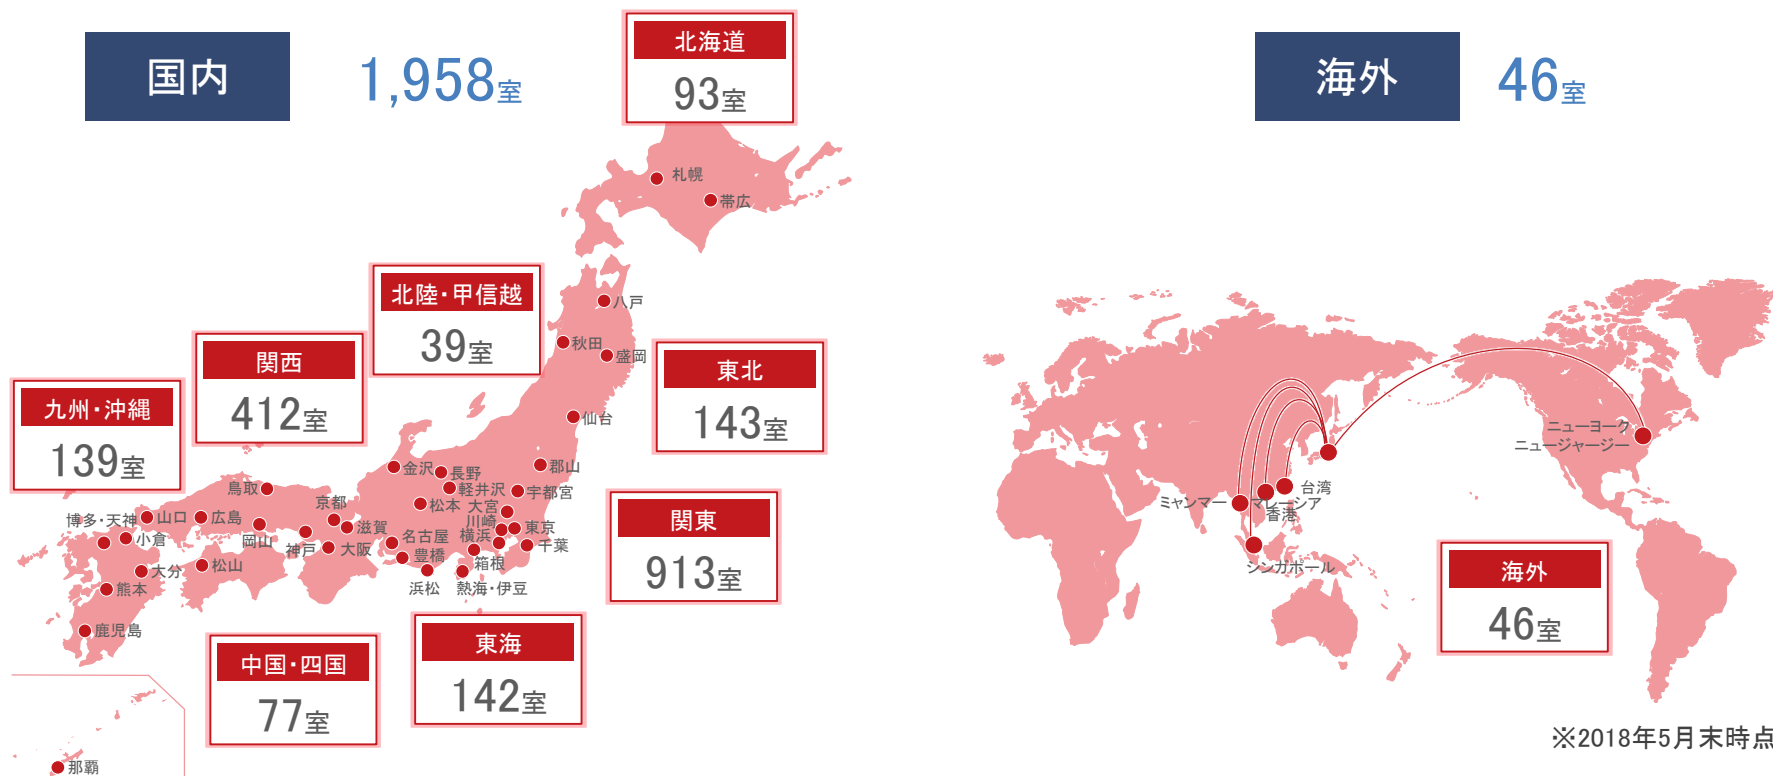 国内
1,958室
北海道
93室
札幌
帯広
北陸・甲信越
39室
八戸
秋田
盛岡
関西
412室
東北
143室
九州・沖縄
139室
仙台
金沢
長野
郡山
鳥取
軽井沢
宇都宮
京都
松本
大宮
博多・天神
山口
広島
滋賀
川崎
東京
小倉
岡山
神戸
大阪
名古屋
横浜
千葉
豊橋
箱根
大分
松山
熊本
浜松
熱海・伊豆
関東
913室
鹿児島
中国・四国
77室
東海
142室
那覇
海外
46室
ニューヨーク
ニュージャージー
台湾
ミャンマー
マレーシア
香港
シンガポール
海外
46室
※2018年5月末時点